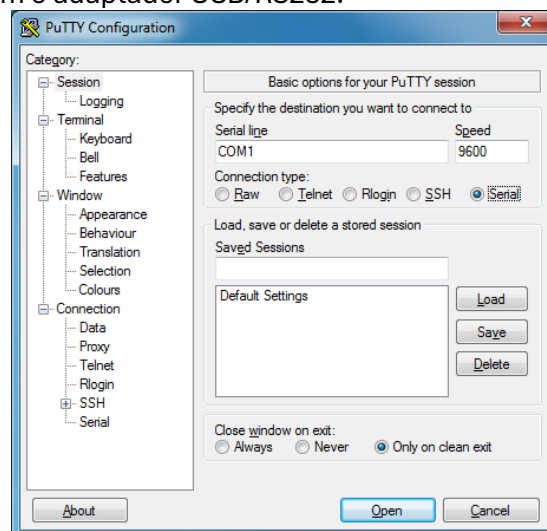 m o adaptador USB/RS232.
PuTTY Configuration
Category:
Session
Logging
Terminal
Keyboard
Bell
Features
Window
Appearance
Behaviour
Translation
Selection
Colours
Connection
Data
Proxy
Telnet
Rlogin
SSH
Serial
Basic options for your PuTTY session
Specify the destination you want to connect to
Serial line Speed
COM1 9600
Connection type:
Raw Telnet Rlogin SSH Serial
Load, save or delete a stored session
Saved Sessions
Default Settings
Load
Save
Delete
Close window on exit:
Always Never Only on clean exit
About Open Cancel